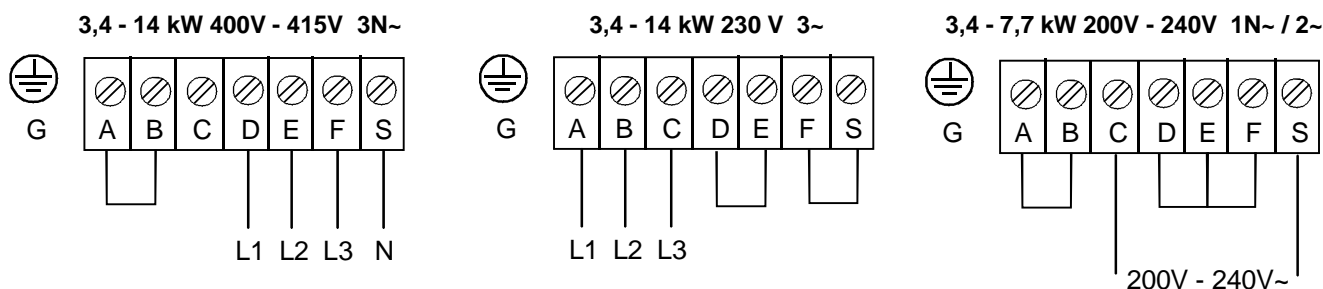 3,4 - 14 kW 400V - 415V 3N~
G
A B C D E F S
L1 L2 L3 N
3,4 - 14 kW 230 V 3~
G
A B C D E F S
L1 L2 L3
3,4 - 7,7 kW 200V - 240V 1N~ / 2~
G
A B C D E F S
200V - 240V~